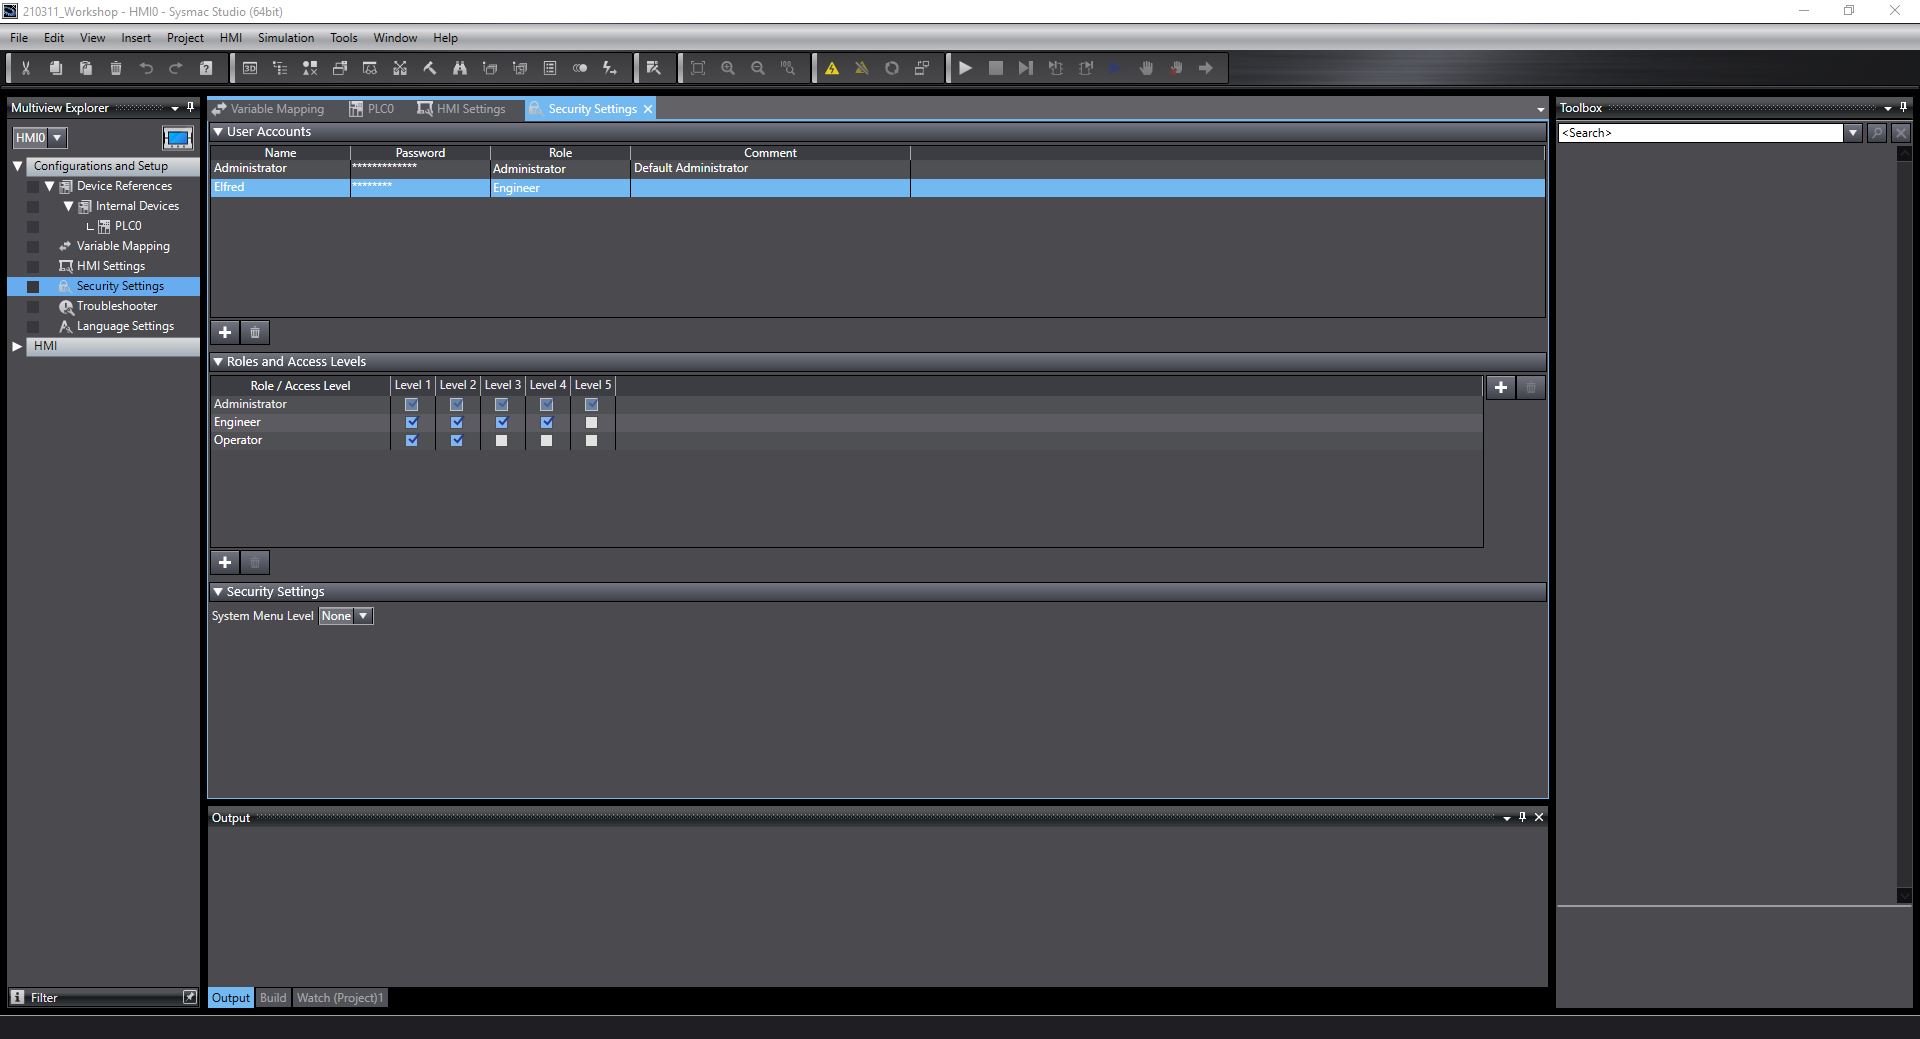 210311_Workshop - HMI0 - Sysmac Studio (64bit)
File Edit View Insert Project HMI Simulation Tools Window Help
3D 100%
Multiview Explorer
HMI0
Configurations and Setup
Device References
Internal Devices
PLC0
Variable Mapping
HMI Settings
Security Settings
Troubleshooter
Language Settings
HMI
Filter
Variable Mapping PLC0 HMI Settings Security Settings
User Accounts
Name Password Role Comment
Administrator ************* Administrator Default Administrator
Elfred ******** Engineer
Roles and Access Levels
Role / Access Level Level 1 Level 2 Level 3 Level 4 Level 5
Administrator
Engineer
Operator
Security Settings
System Menu Level None
Output
Output Build Watch (Project)1
Toolbox
<Search>